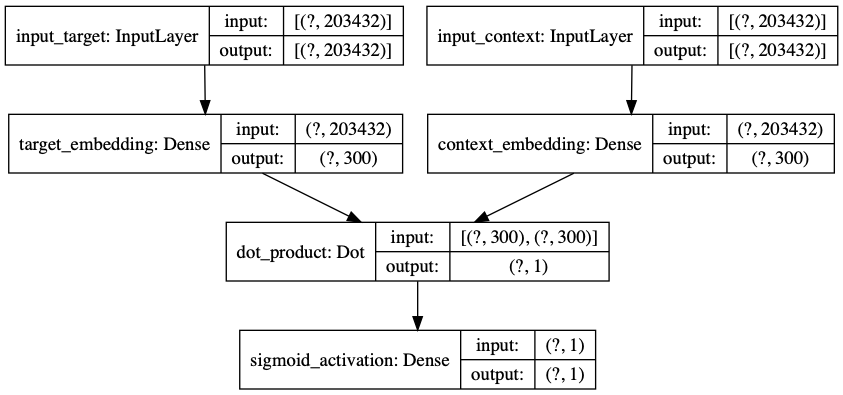 input_target: InputLayer
input: [(?, 203432)]
output: [(?, 203432)]
input_context: InputLayer
input: [(?, 203432)]
output: [(?, 203432)]
target_embedding: Dense
input: (?, 203432)
output: (?, 300)
context_embedding: Dense
input: (?, 203432)
output: (?, 300)
dot_product: Dot
input: [(?, 300), (?, 300)]
output: (?, 1)
sigmoid_activation: Dense
input: (?, 1)
output: (?, 1)